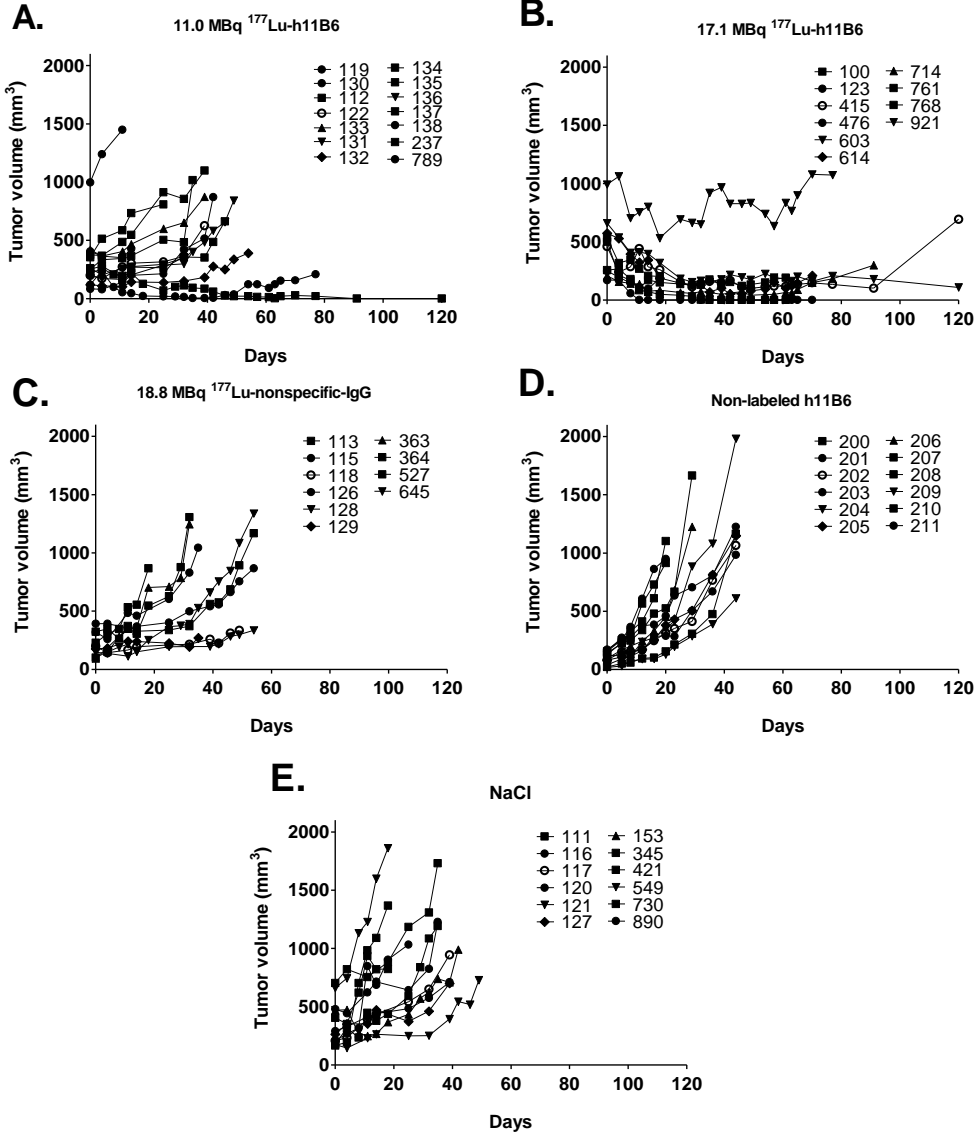 A.
11.0 MBq ¹⁷⁷Lu-h11B6
Tumor volume (mm³)
2000
1500
1000
500
0
0 20 40 60 80 100 120
Days
119 134
130 135
112 136
122 137
133 138
131 237
132 789
B.
17.1 MBq ¹⁷⁷Lu-h11B6
Tumor volume (mm³)
2000
1500
1000
500
0
0 20 40 60 80 100 120
Days
100 714
123 761
415 768
476 921
603
614
C.
18.8 MBq ¹⁷⁷Lu-nonspecific-IgG
Tumor volume (mm³)
2000
1500
1000
500
0
0 20 40 60 80 100 120
Days
113 363
115 364
118 527
126 645
128
129
D.
Non-labeled h11B6
Tumor volume (mm³)
2000
1500
1000
500
0
0 20 40 60 80 100 120
Days
200 206
201 207
202 208
203 209
204 210
205 211
E.
NaCl
Tumor volume (mm³)
2000
1500
1000
500
0
0 20 40 60 80 100 120
Days
111 153
116 345
117 421
120 549
121 730
127 890